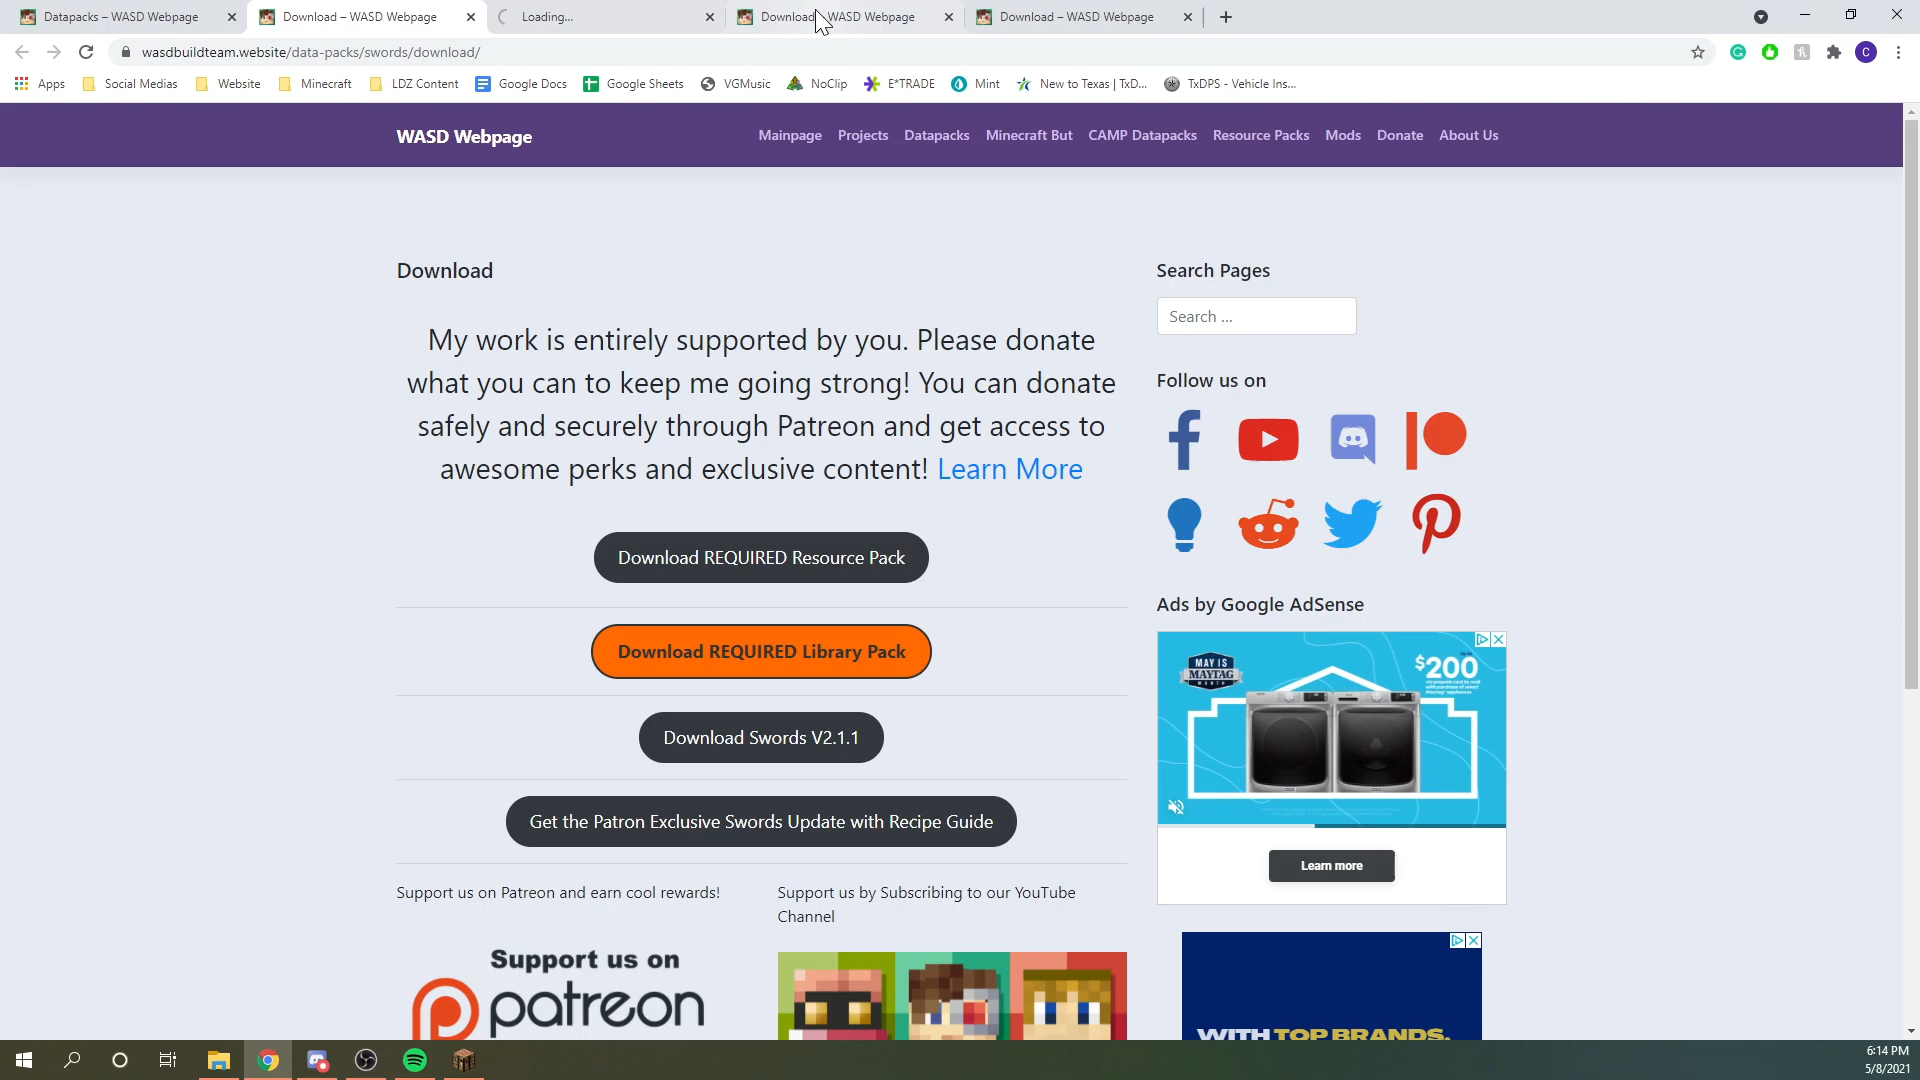 Datapacks – WASD Webpage
Download – WASD Webpage
Loading...
Download – WASD Webpage
Download – WASD Webpage
wasdbuildteam.website/data-packs/swords/download/
C
Apps
Social Medias
Website
Minecraft
LDZ Content
Google Docs
Google Sheets
VGMusic
NoClip
E*TRADE
Mint
New to Texas | TxD...
TxDPS - Vehicle Ins...
WASD Webpage
Mainpage
Projects
Datapacks
Minecraft But
CAMP Datapacks
Resource Packs
Mods
Donate
About Us
Download
My work is entirely supported by you. Please donate
what you can to keep me going strong! You can donate
safely and securely through Patreon and get access to
awesome perks and exclusive content! Learn More
Download REQUIRED Resource Pack
Download REQUIRED Library Pack
Download Swords V2.1.1
Get the Patron Exclusive Swords Update with Recipe Guide
Support us on Patreon and earn cool rewards!
Support us on
patreon
Support us by Subscribing to our YouTube
Channel
Search Pages
Search ...
Follow us on
Ads by Google AdSense
MAY IS
MAYTAG
MONTH
$200
Learn more
WITH TOP BRANDS.
6:14 PM
5/8/2021